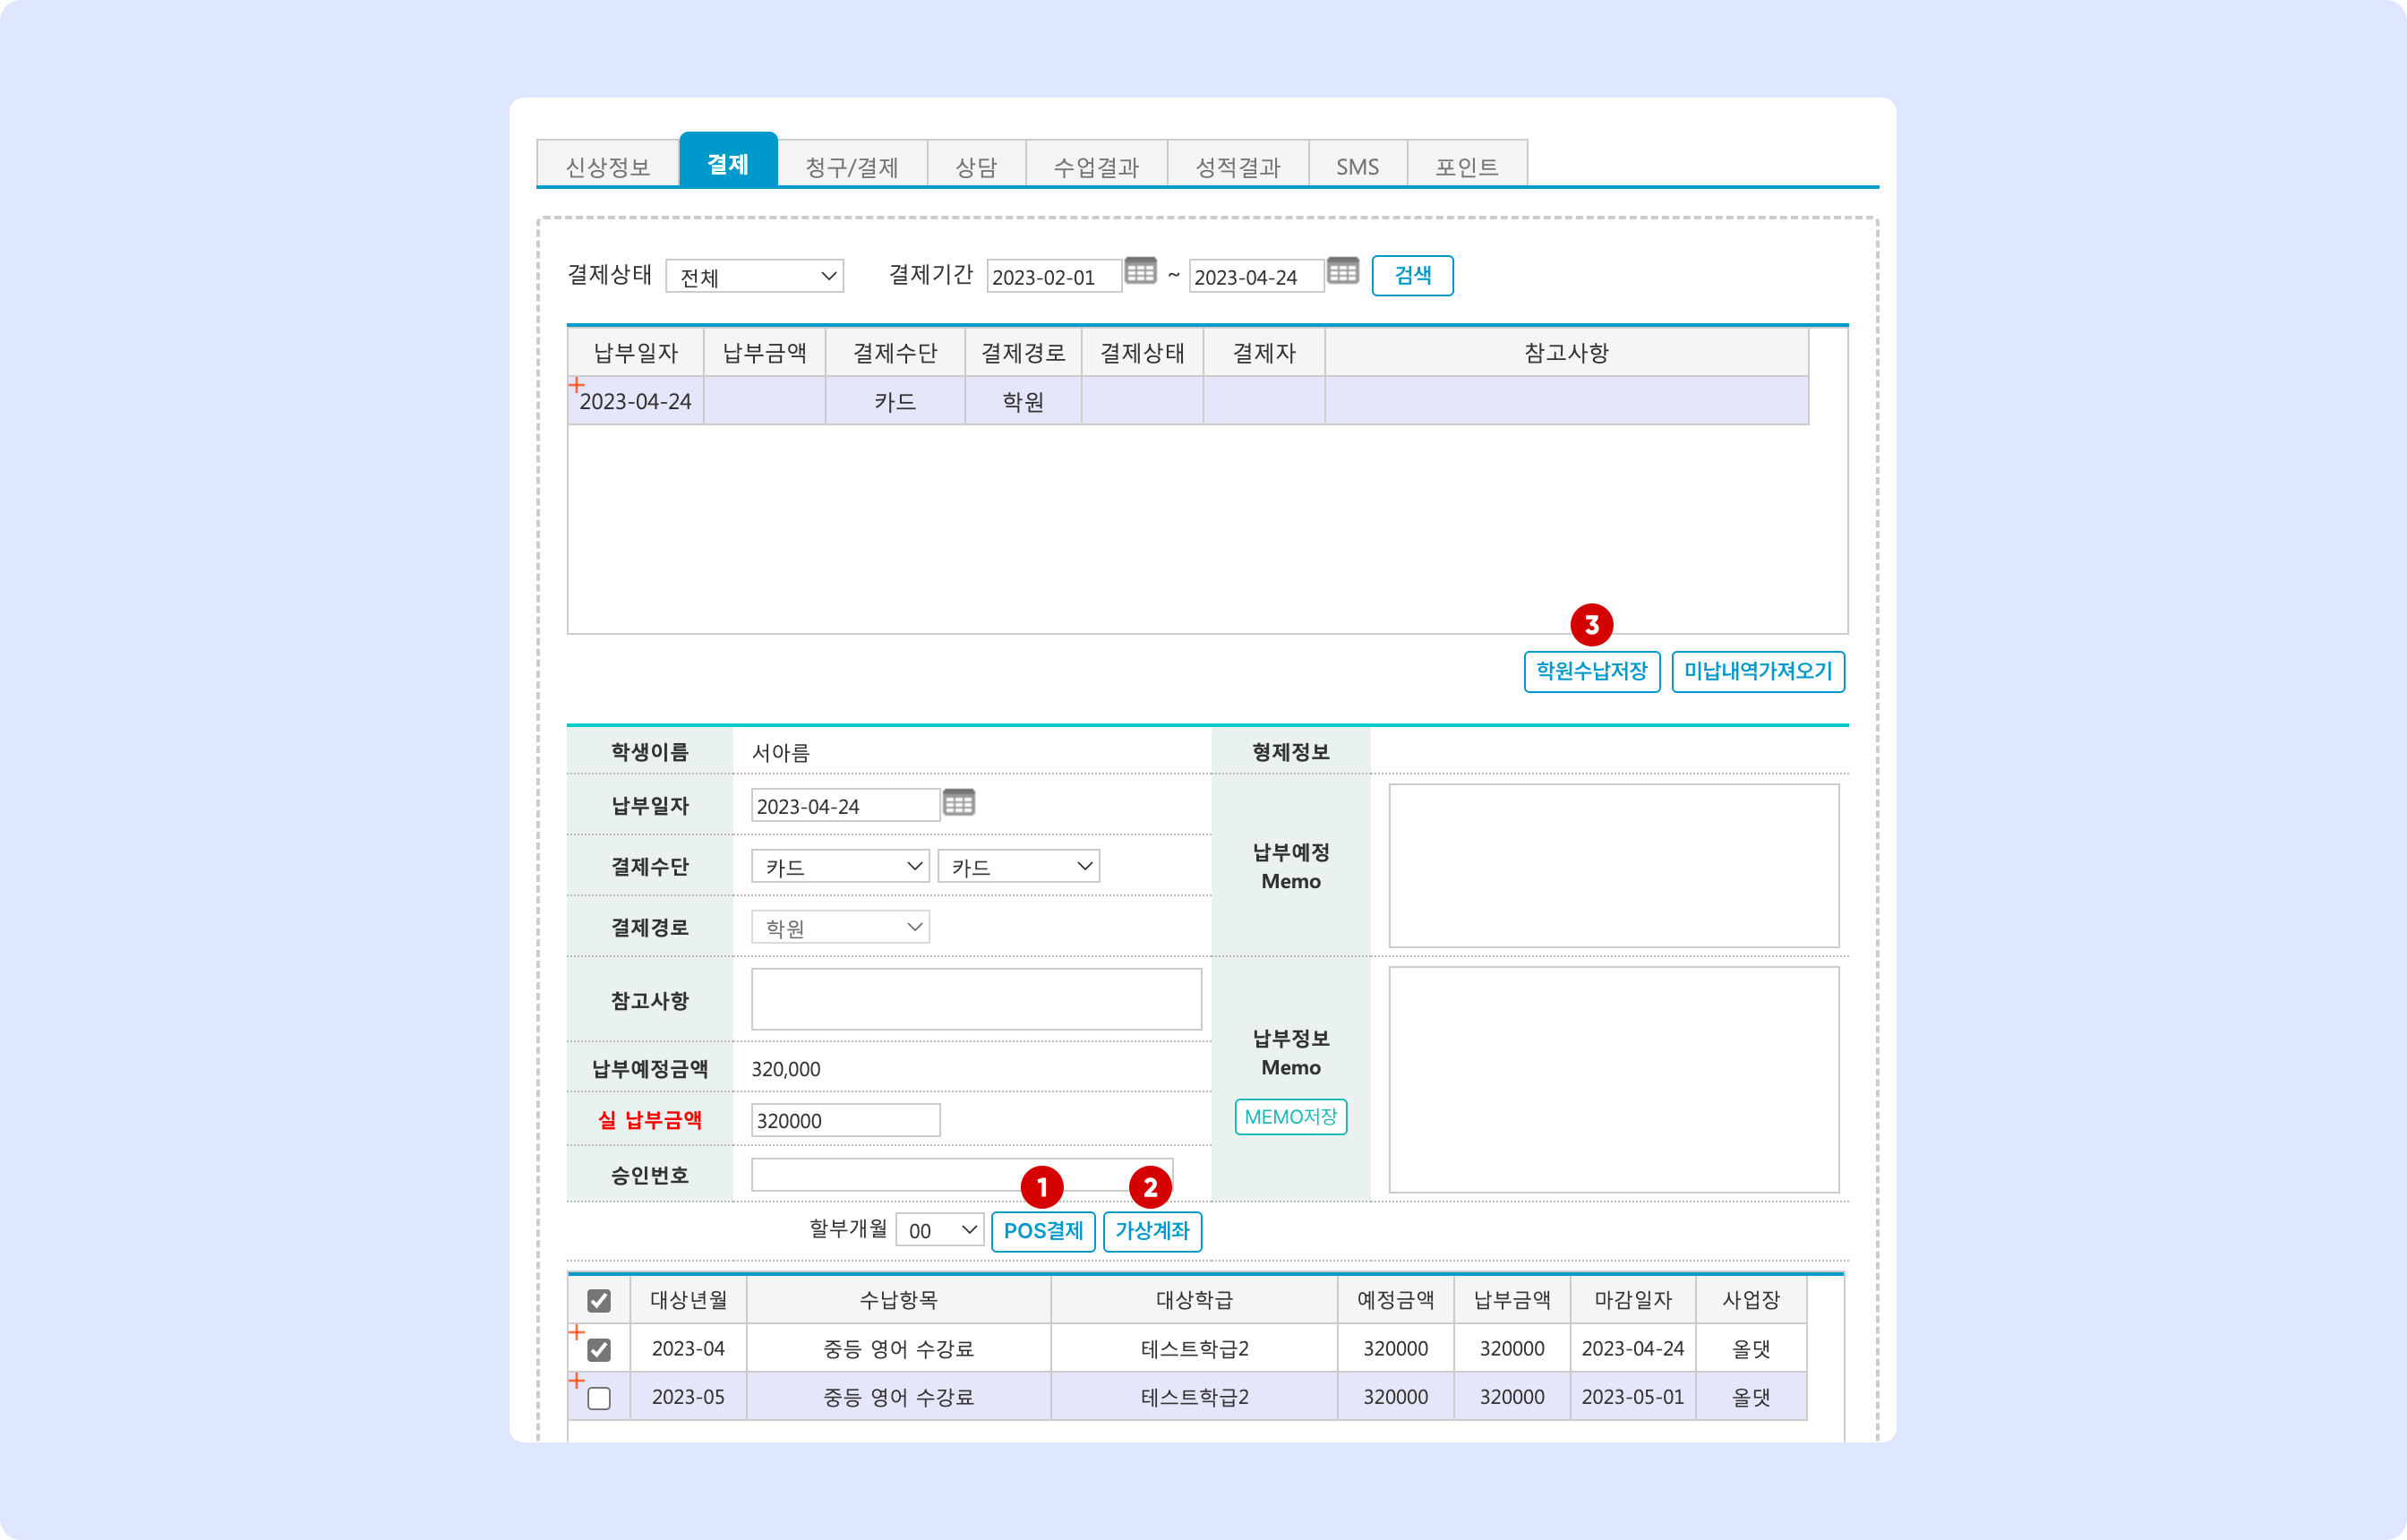 신상정보 결제 청구/결제 상담 수업결과 성적결과 SMS 포인트
결제상태 전체 결제기간 2023-02-01 ~ 2023-04-24 검색
납부일자 납부금액 결제수단 결제경로 결제상태 결제자 참고사항
2023-04-24 카드 학원
3
학원수납저장 미납내역가져오기
학생이름 서아름 형제정보
납부일자 2023-04-24
결제수단 카드 카드
납부예정
Memo
결제경로 학원
참고사항
납부정보
Memo
납부예정금액 320,000
실 납부금액 320000
MEMO저장
승인번호
1 2
할부개월 00 POS결제 가상계좌
대상년월 수납항목 대상학급 예정금액 납부금액 마감일자 사업장
2023-04 중등 영어 수강료 테스트학급2 320000 320000 2023-04-24 올댓
2023-05 중등 영어 수강료 테스트학급2 320000 320000 2023-05-01 올댓